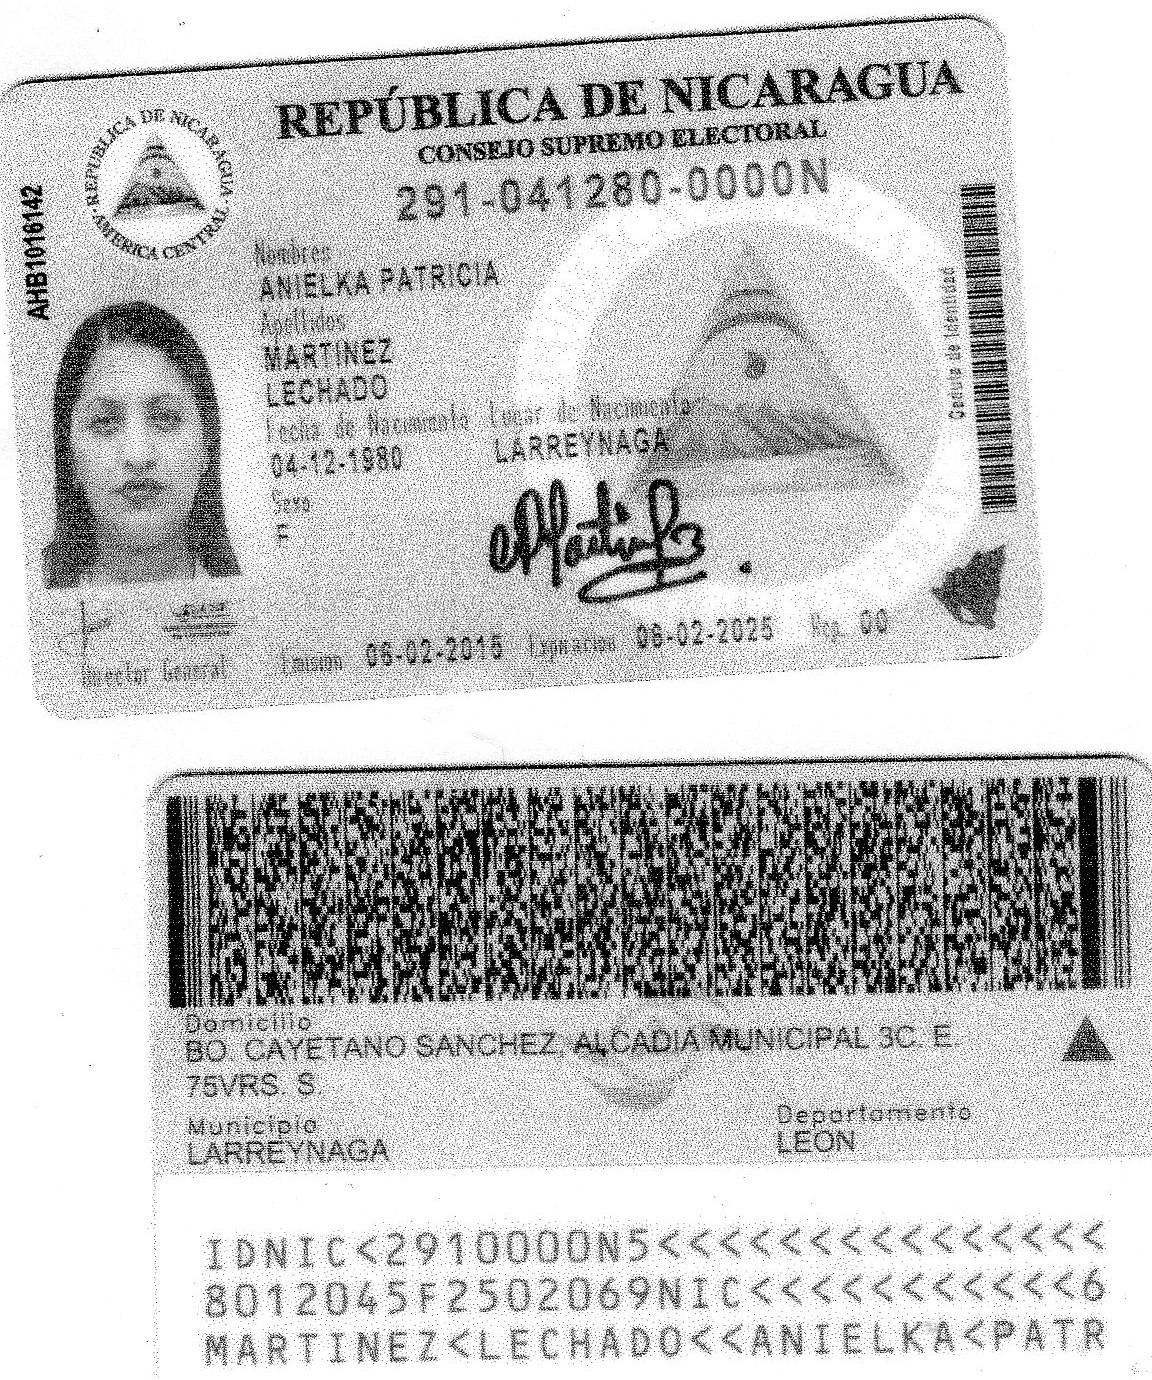 REPÚBLICA DE NICARAGUA
CONSEJO SUPREMO ELECTORAL
291-041280-0000N
REPUBLICA DE NICARAGUA
AMERICA CENTRAL
AHB1016142
Nombres
ANIELKA PATRICIA
Apellidos
MARTINEZ
LECHADO
Fecha de Nacimiento Lugar de Nacimiento
04-12-1980 LARREYNAGA
Sexo
F
Cedula de Identidad
Director General
Emision 06-02-2015 Expiracion 06-02-2025 Rep. 00
Domicilio
BO. CAYETANO SANCHEZ, ALCADIA MUNICIPAL 3C. E.
75VRS. S.
Municipio Departamento
LARREYNAGA LEON
IDNIC<2910000N5<<<<<<<<<<<<<<<
8012045F2502069NIC<<<<<<<<<<<6
MARTINEZ<LECHADO<<ANIELKA<PATR